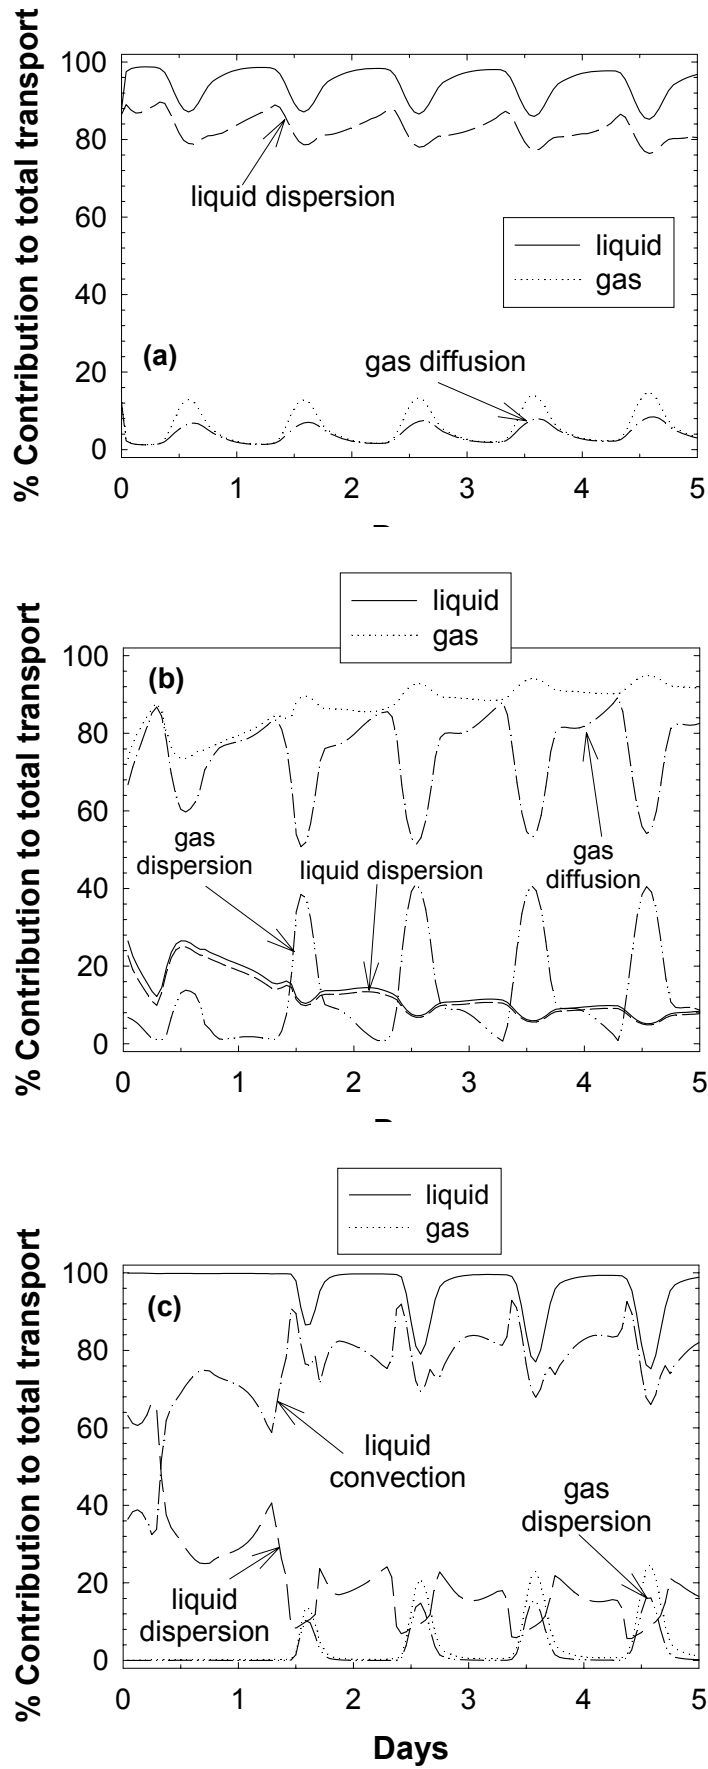 % Contribution to total transport
100
80
60
40
20
0
liquid dispersion
liquid
gas
(a)
gas diffusion
0 1 2 3 4 5
liquid
gas
% Contribution to total transport
100
80
60
40
20
0
(b)
gas
dispersion
liquid dispersion
gas
diffusion
0 1 2 3 4 5
liquid
gas
% Contribution to total transport
100
80
60
40
20
0
(c)
liquid
convection
gas
dispersion
liquid
dispersion
0 1 2 3 4 5
Days